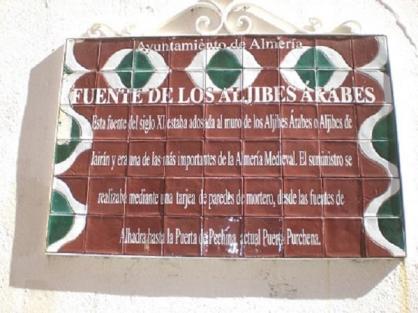 Ayuntamiento de Almería
FUENTE DE LOS ALJIBES ARABES
Esta fuente del siglo XI estaba adosada al muro de los Aljibes Arabes o Aljibes de
Jairán y era una de las más importantes de la Almería Medieval. El suministro se
realizaba mediante una tarjea de paredes de mortero, desde las fuentes de
Alhadra hasta la Puerta de Pechina, actual Puerta Purchena.